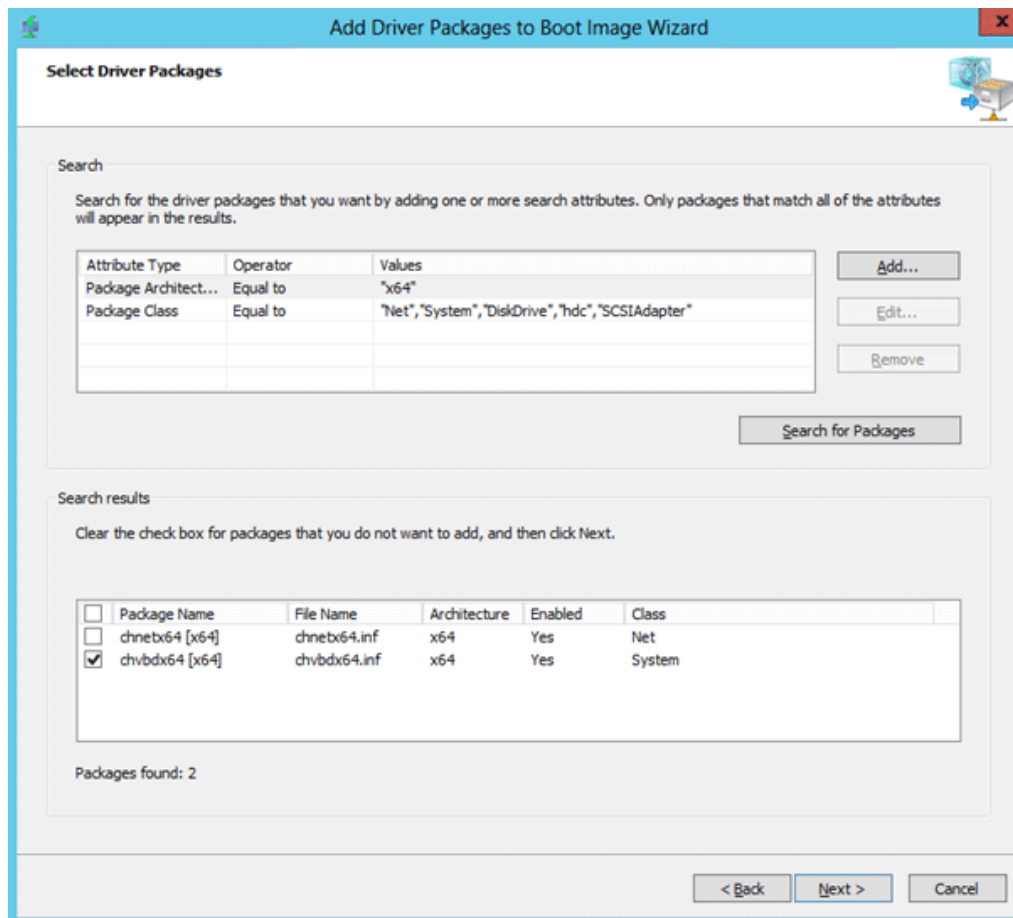 Add Driver Packages to Boot Image Wizard
x
Select Driver Packages
Search
Search for the driver packages that you want by adding one or more search attributes. Only packages that match all of the attributes
will appear in the results.
Attribute Type Operator Values
Package Architect... Equal to "x64"
Package Class Equal to "Net","System","DiskDrive","hdc","SCSIAdapter"
Add...
Edit...
Remove
Search for Packages
Search results
Clear the check box for packages that you do not want to add, and then click Next.
Package Name File Name Architecture Enabled Class
chnetx64 [x64] chnetx64.inf x64 Yes Net
chvbdx64 [x64] chvbdx64.inf x64 Yes System
Packages found: 2
< Back Next > Cancel